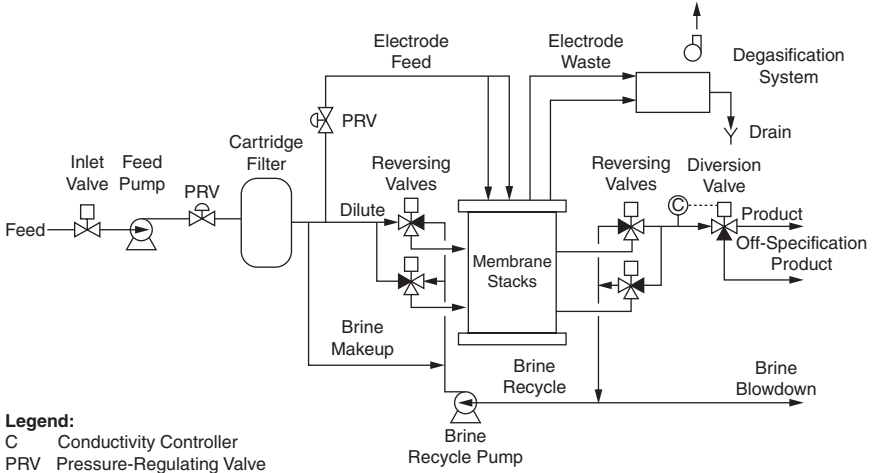 Electrode
Feed
Electrode
Waste
Degasification
System
PRV
Drain
Cartridge
Filter
Inlet
Valve
Feed
Pump
PRV
Reversing
Valves
Reversing
Valves
Diversion
Valve
Feed
Dilute
C
Product
Off-Specification
Product
Membrane
Stacks
Brine
Makeup
Brine
Recycle
Brine
Blowdown
Brine
Recycle Pump
Legend:
C Conductivity Controller
PRV Pressure-Regulating Valve